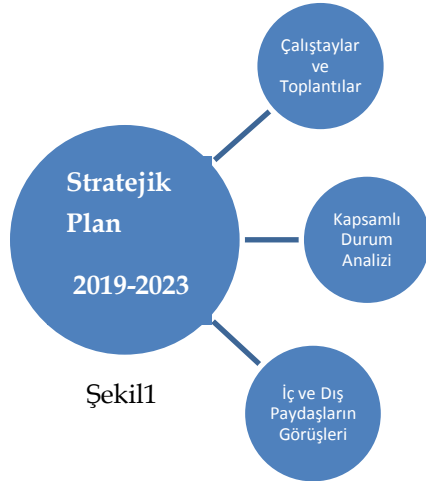 Çalıştaylar
ve
Toplantılar
Stratejik
Plan
2019-2023
Kapsamlı
Durum
Analizi
İç ve Dış
Paydaşların
Görüşleri
Şekil1